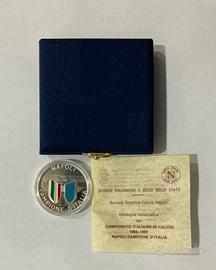 NAPOLI
CAMPIONE D'ITALIA
ISTITUTO POLIGRAFICO E ZECCA DELLO STATO
Società Sportiva Calcio Napoli
Medaglia celebrativa
del
CAMPIONATO ITALIANO DI CALCIO
1986-1987
NAPOLI CAMPIONE D'ITALIA
subito